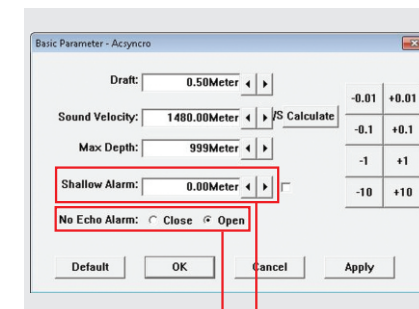 Basic Parameter - Acsyncro
Draft: 0.50Meter
Sound Velocity: 1480.00Meter /S Calculate
Max Depth: 999Meter
Shallow Alarm: 0.00Meter
No Echo Alarm: Close Open
-0.01 +0.01
-0.1 +0.1
-1 +1
-10 +10
Default OK Cancel Apply